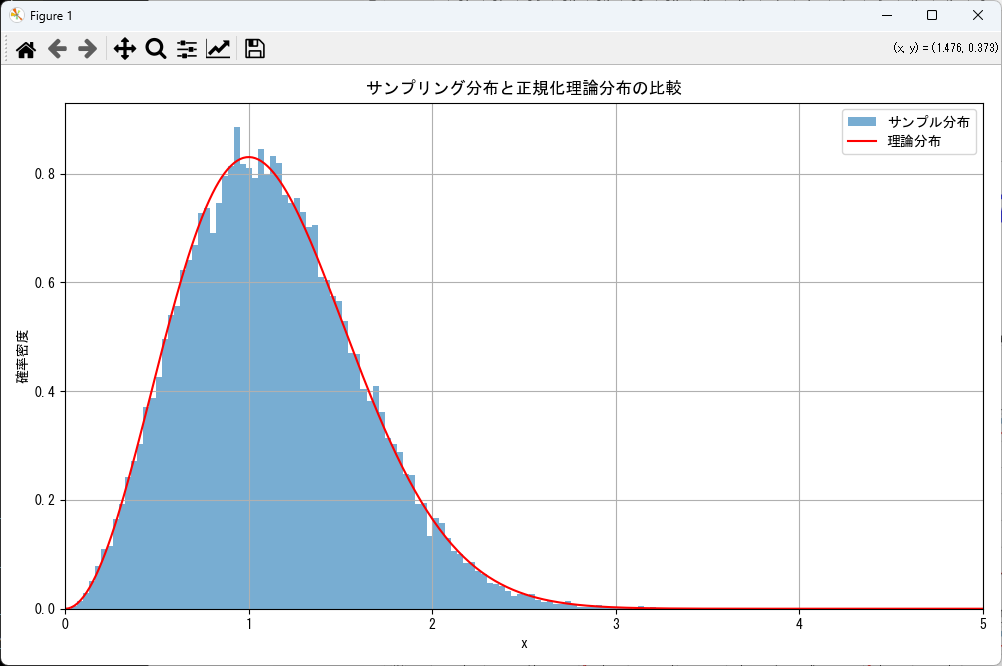 Figure 1
(x, y) = (1.476, 0.373)
サンプリング分布と正規化理論分布の比較
サンプル分布
理論分布
確率密度
0.8
0.6
0.4
0.2
0.0
0
1
2
3
4
5
x